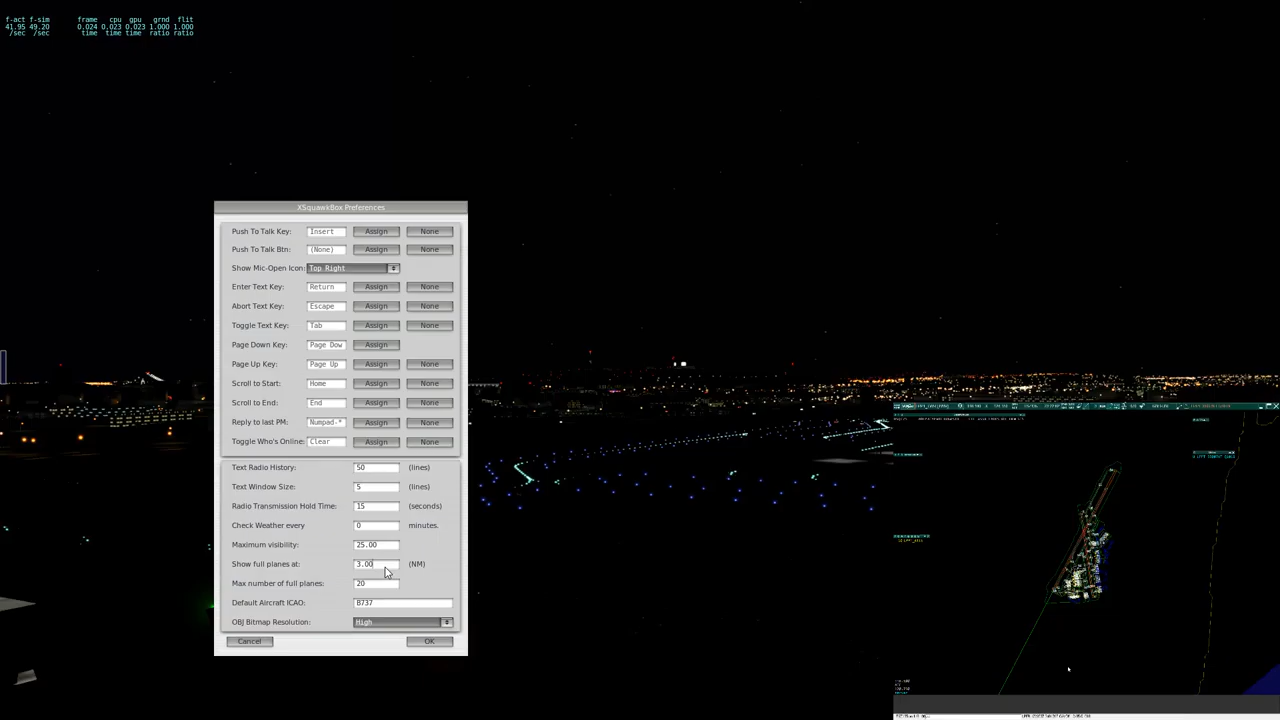 f-act f-sim frame cpu gpu grnd flit
41.95 49.20 0.024 0.023 0.023 1.000 1.000
/sec /sec time time time ratio ratio
XSquawkBox Preferences
Push To Talk Key: Insert Assign None
Push To Talk Btn: (None) Assign None
Show Mic-Open Icon: Top Right
Enter Text Key: Return Assign None
Abort Text Key: Escape Assign None
Toggle Text Key: Tab Assign None
Page Down Key: Page Dow Assign
Page Up Key: Page Up Assign None
Scroll to Start: Home Assign None
Scroll to End: End Assign None
Reply to last PM: Numpad-* Assign None
Toggle Who's Online: Clear Assign None
Text Radio History: 50 (lines)
Text Window Size: 5 (lines)
Radio Transmission Hold Time: 15 (seconds)
Check Weather every 0 minutes.
Maximum visibility: 25.00
Show full planes at: 3.00 (NM)
Max number of full planes: 20
Default Aircraft ICAO: B737
OBJ Bitmap Resolution: High
Cancel OK